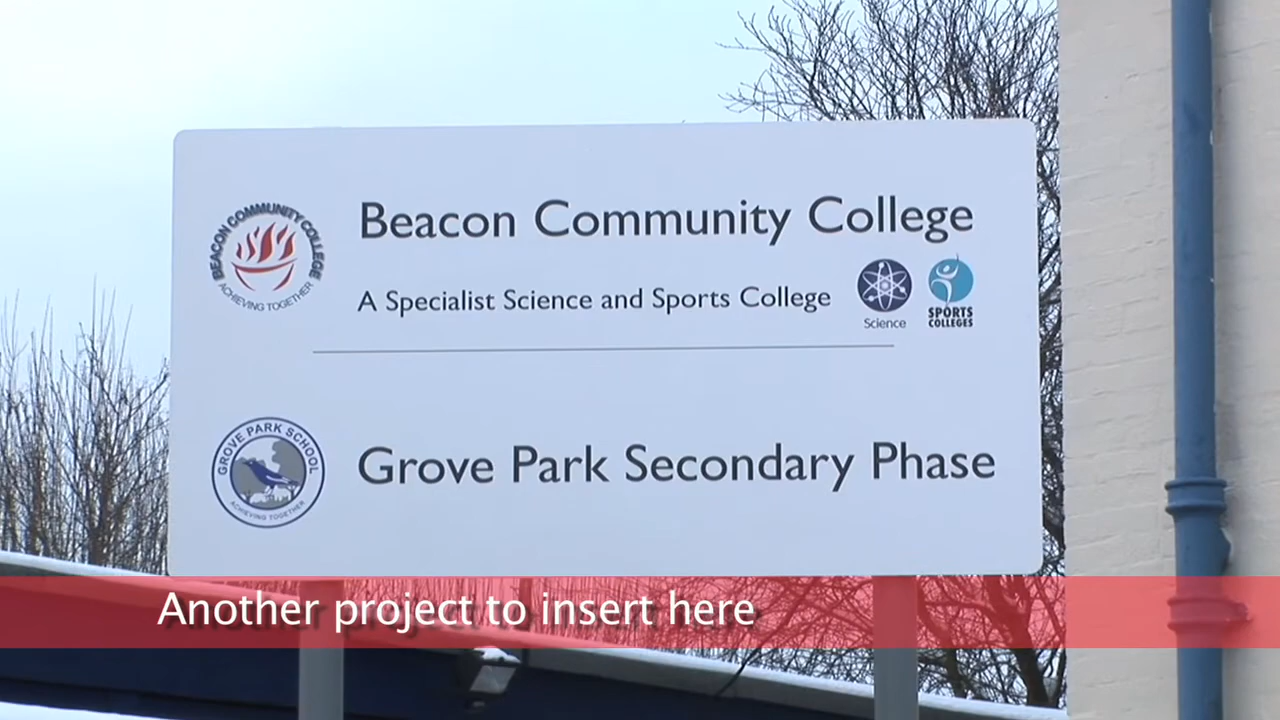 Beacon Community College
BEACON COMMUNITY COLLEGE
ACHIEVING TOGETHER
A Specialist Science and Sports College
Science
SPORTS
COLLEGES
GROVE PARK SCHOOL
ACHIEVING TOGETHER
Grove Park Secondary Phase
Another project to insert here